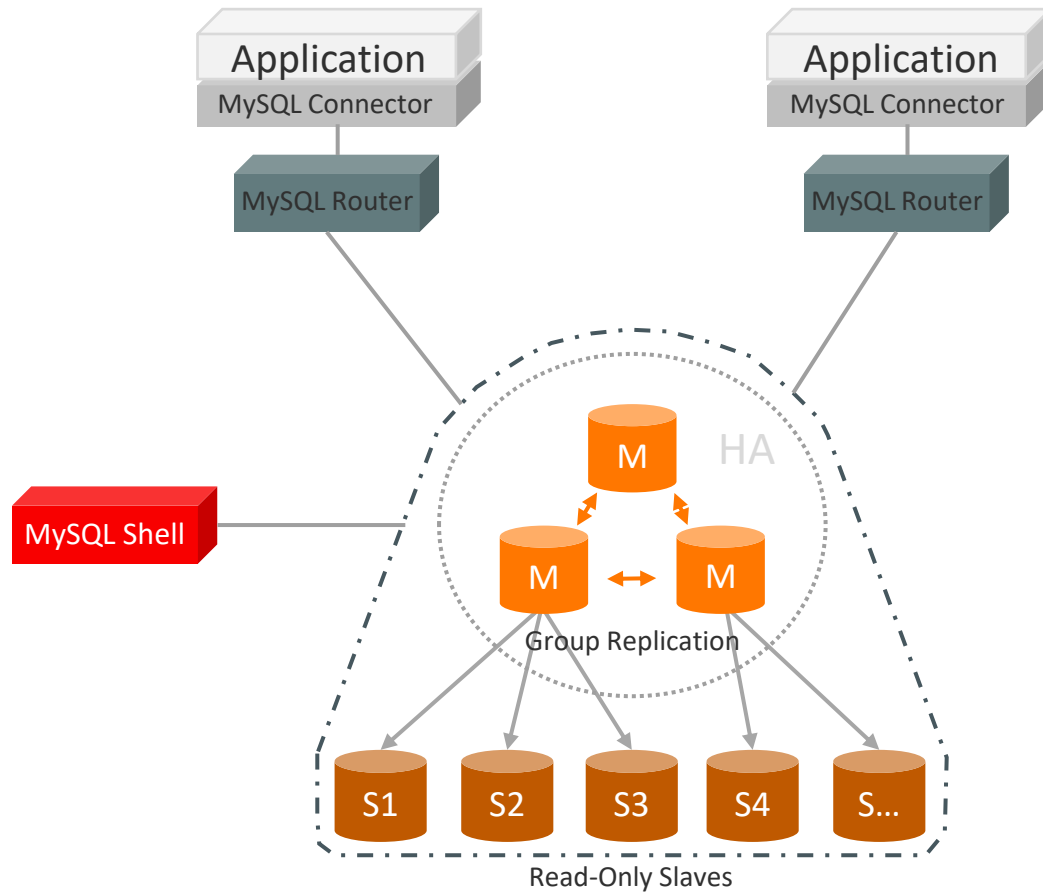 Application
MySQL Connector
MySQL Router
Application
MySQL Connector
MySQL Router
HA
M
M
M
MySQL Shell
Group Replication
S1
S2
S3
S4
S...
Read-Only Slaves